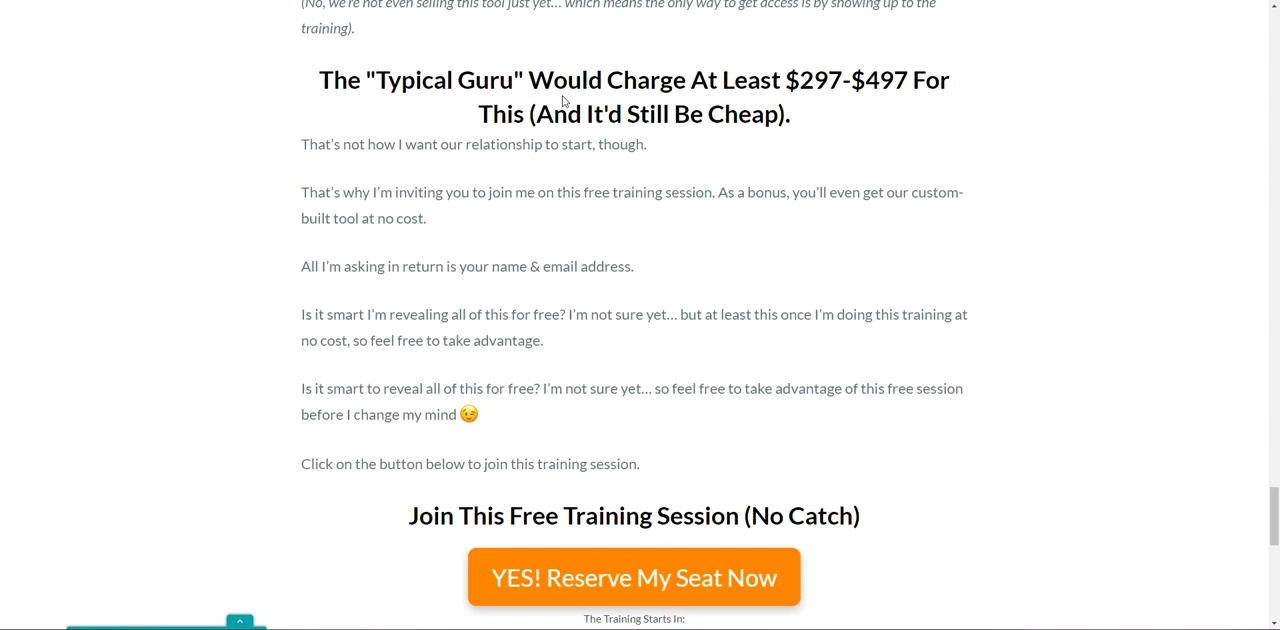 (No, we're not even selling this tool just yet... which means the only way to get access is by showing up to the
training).
The "Typical Guru" Would Charge At Least $297-$497 For
This (And It'd Still Be Cheap).
That's not how I want our relationship to start, though.
That's why I'm inviting you to join me on this free training session. As a bonus, you'll even get our custom-
built tool at no cost.
All I'm asking in return is your name & email address.
Is it smart I'm revealing all of this for free? I'm not sure yet… but at least this once I'm doing this training at
no cost, so feel free to take advantage.
Is it smart to reveal all of this for free? I'm not sure yet… so feel free to take advantage of this free session
before I change my mind 😉
Click on the button below to join this training session.
Join This Free Training Session (No Catch)
YES! Reserve My Seat Now
The Training Starts In: